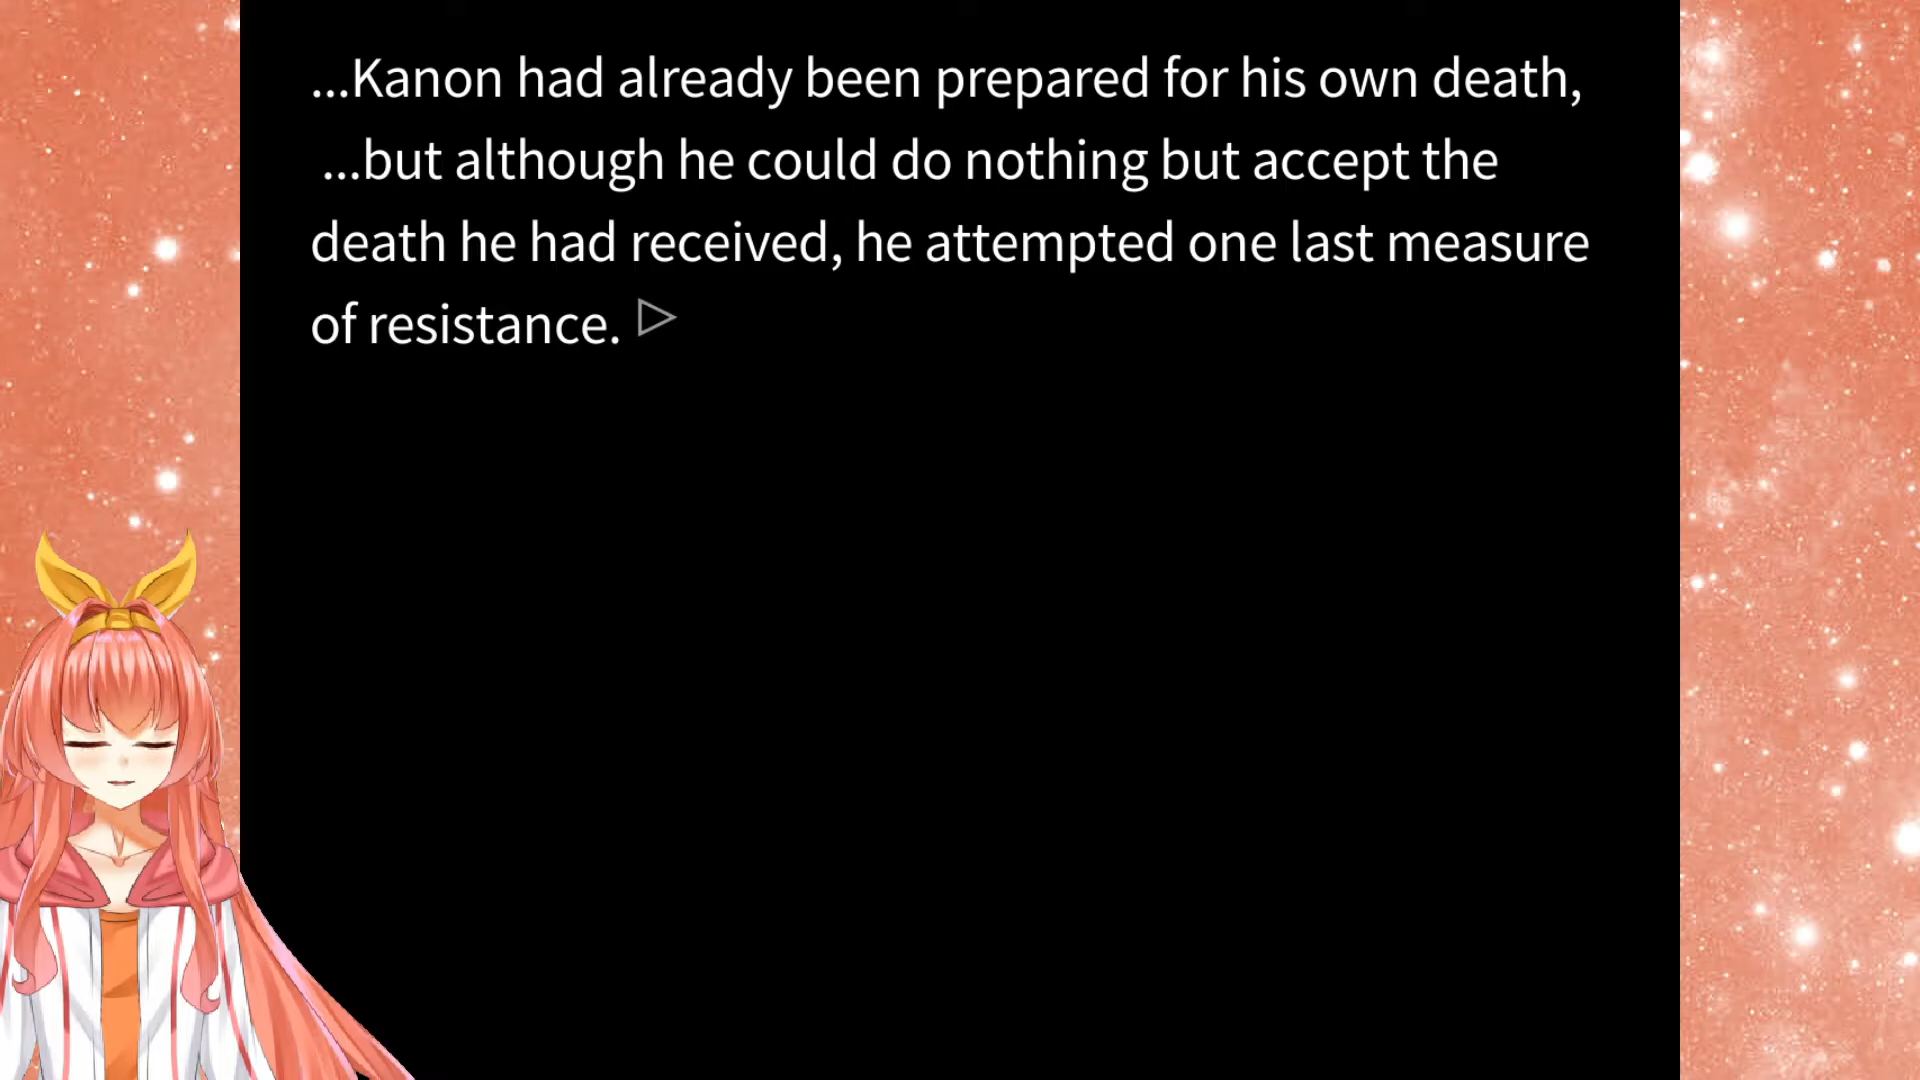 ...Kanon had already been prepared for his own death,
...but although he could do nothing but accept the
death he had received, he attempted one last measure
of resistance.